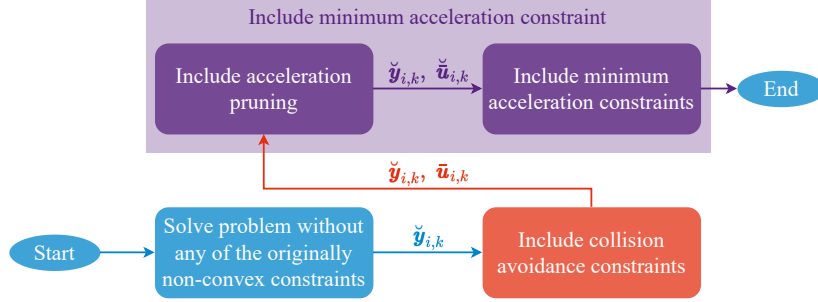 Include minimum acceleration constraint
Include acceleration
pruning
y̆ᵢ,ₖ, ū̆ᵢ,ₖ
Include minimum
acceleration constraints
End
y̆ᵢ,ₖ, ūᵢ,ₖ
Start
Solve problem without
any of the originally
non-convex constraints
y̆ᵢ,ₖ
Include collision
avoidance constraints